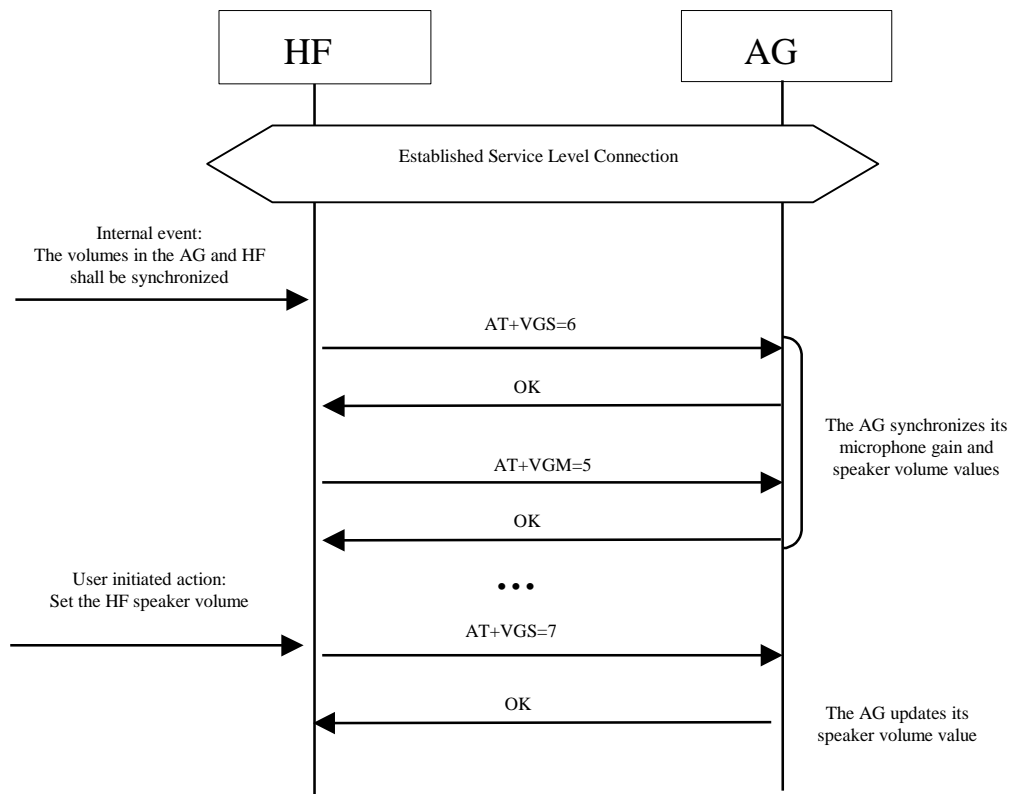 HF
AG
Established Service Level Connection
Internal event:
The volumes in the AG and HF
shall be synchronized
AT+VGS=6
OK
The AG synchronizes its
microphone gain and
speaker volume values
AT+VGM=5
OK
...
User initiated action:
Set the HF speaker volume
AT+VGS=7
OK
The AG updates its
speaker volume value